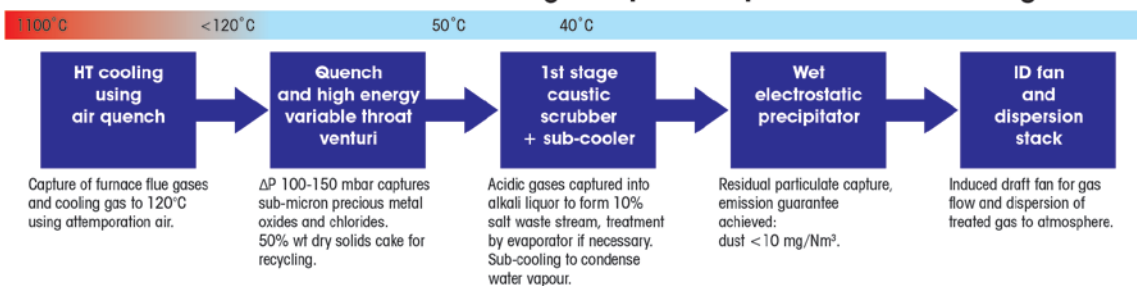 1100°C <120°C 50°C 40°C
HT cooling
using
air quench
Quench
and high energy
variable throat
venturi
1st stage
caustic
scrubber
+ sub-cooler
Wet
electrostatic
precipitator
ID fan
and
dispersion
stack
Capture of furnace flue gases
and cooling gas to 120°C
using attemporation air.
ΔP 100-150 mbar captures
sub-micron precious metal
oxides and chlorides.
50% wt dry solids cake for
recycling.
Acidic gases captured into
alkali liquor to form 10%
salt waste stream, treatment
by evaporator if necessary.
Sub-cooling to condense
water vapour.
Residual particulate capture,
emission guarantee
achieved:
dust <10 mg/Nm³.
Induced draft fan for gas
flow and dispersion of
treated gas to atmosphere.